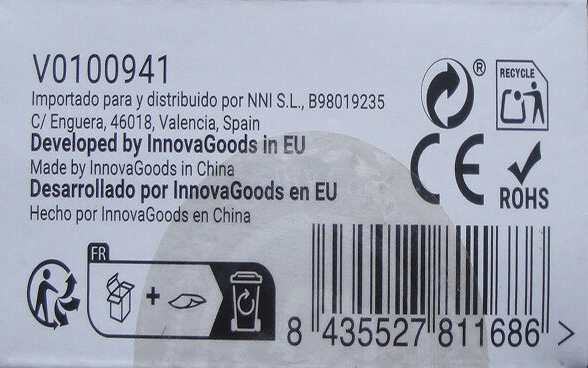 V0100941
Importado para y distribuido por NNI S.L., B98019235
C/ Enguera, 46018, Valencia, Spain
Developed by InnovaGoods in EU
Made by InnovaGoods in China
Desarrollado por InnovaGoods en EU
Hecho por InnovaGoods en China
®
RECYCLE
CE
ROHS
FR
+
8 435527 811686 >